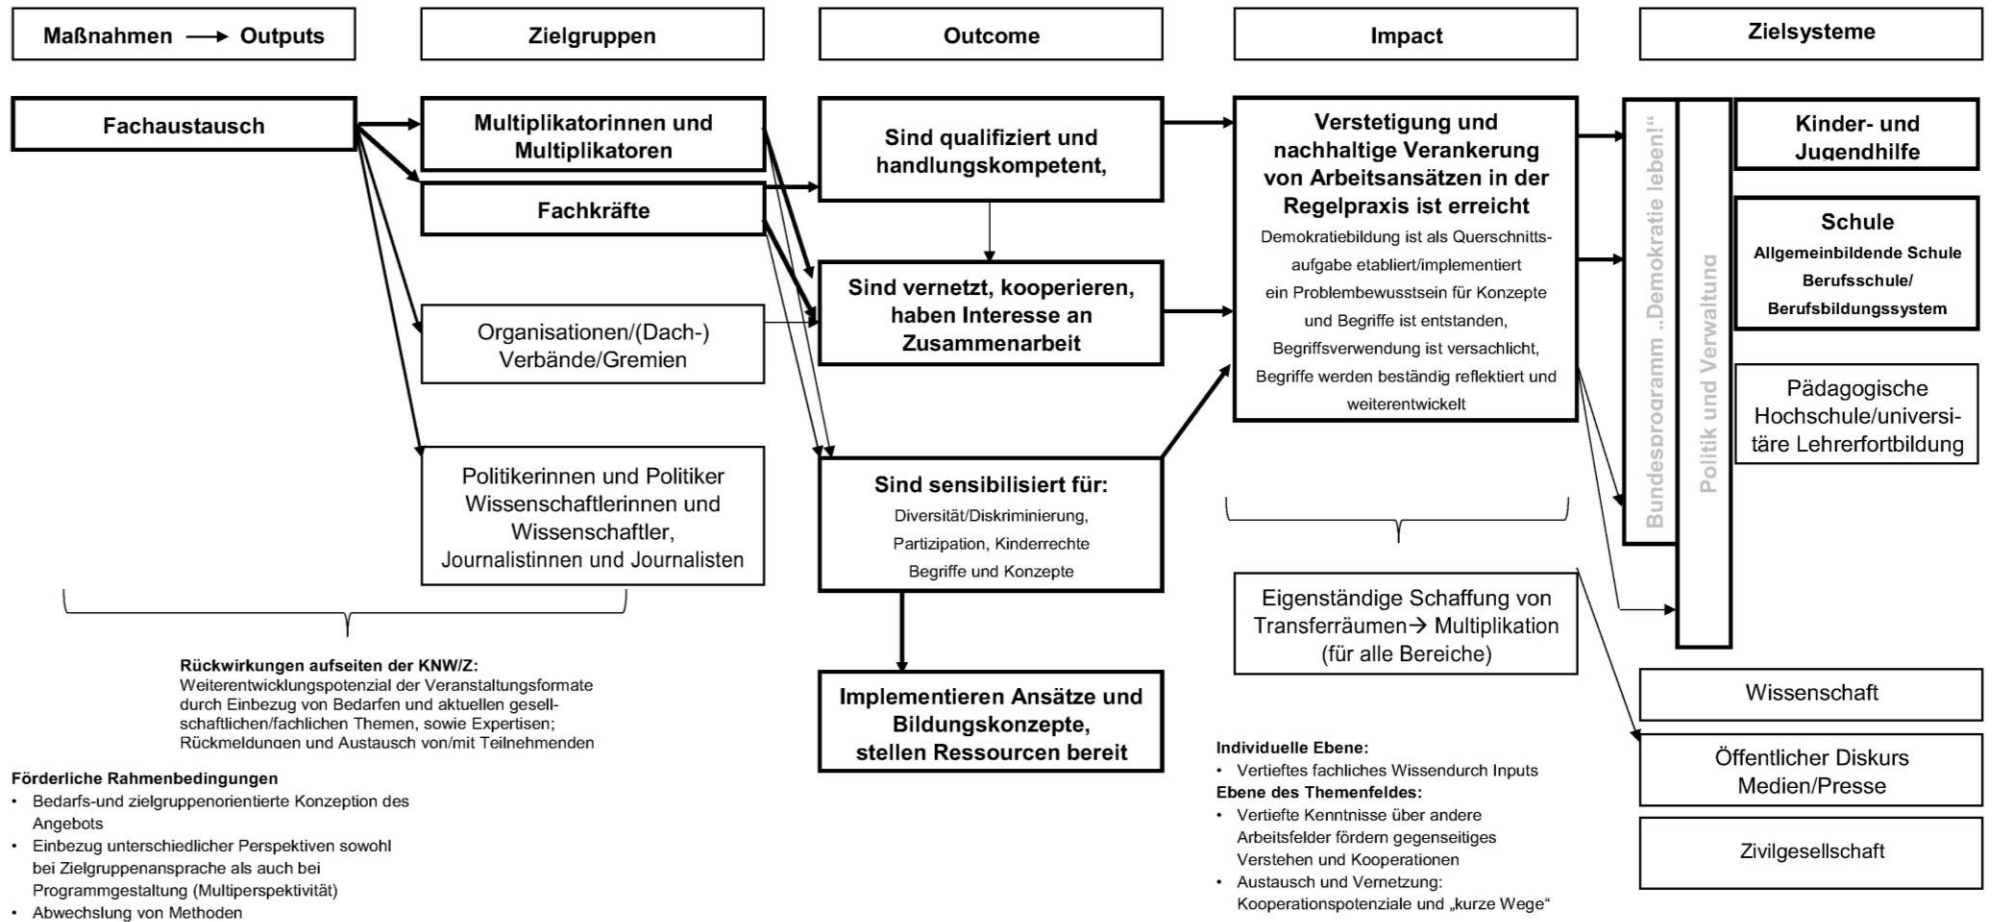 Maßnahmen → Outputs
Zielgruppen
Outcome
Impact
Zielsysteme
Fachaustausch
Multiplikatorinnen und
Multiplikatoren
Fachkräfte
Organisationen/(Dach-)
Verbände/Gremien
Politikerinnen und Politiker
Wissenschaftlerinnen und
Wissenschaftler,
Journalistinnen und Journalisten
Sind qualifiziert und
handlungskompetent,
Sind vernetzt, kooperieren,
haben Interesse an
Zusammenarbeit
Sind sensibilisiert für:
Diversität/Diskriminierung,
Partizipation, Kinderrechte
Begriffe und Konzepte
Implementieren Ansätze und
Bildungskonzepte,
stellen Ressourcen bereit
Verstetigung und
nachhaltige Verankerung
von Arbeitsansätzen in der
Regelpraxis ist erreicht
Demokratiebildung ist als Querschnitts-
aufgabe etabliert/implementiert
ein Problembewusstsein für Konzepte
und Begriffe ist entstanden,
Begriffsverwendung ist versachlicht,
Begriffe werden beständig reflektiert und
weiterentwickelt
Eigenständige Schaffung von
Transferräumen→ Multiplikation
(für alle Bereiche)
Bundesprogramm „Demokratie leben!“
Politik und Verwaltung
Kinder- und
Jugendhilfe
Schule
Allgemeinbildende Schule
Berufsschule/
Berufsbildungssystem
Pädagogische
Hochschule/universi-
täre Lehrerfortbildung
Wissenschaft
Öffentlicher Diskurs
Medien/Presse
Zivilgesellschaft
Rückwirkungen aufseiten der KNW/Z:
Weiterentwicklungspotenzial der Veranstaltungsformate
durch Einbezug von Bedarfen und aktuellen gesell-
schaftlichen/fachlichen Themen, sowie Expertisen;
Rückmeldungen und Austausch von/mit Teilnehmenden
Förderliche Rahmenbedingungen
• Bedarfs-und zielgruppenorientierte Konzeption des
Angebots
• Einbezug unterschiedlicher Perspektiven sowohl
bei Zielgruppenansprache als auch bei
Programmgestaltung (Multiperspektivität)
• Abwechslung von Methoden
Individuelle Ebene:
• Vertieftes fachliches Wissendurch Inputs
Ebene des Themenfeldes:
• Vertiefte Kenntnisse über andere
Arbeitsfelder fördern gegenseitiges
Verstehen und Kooperationen
• Austausch und Vernetzung:
Kooperationspotenziale und „kurze Wege“